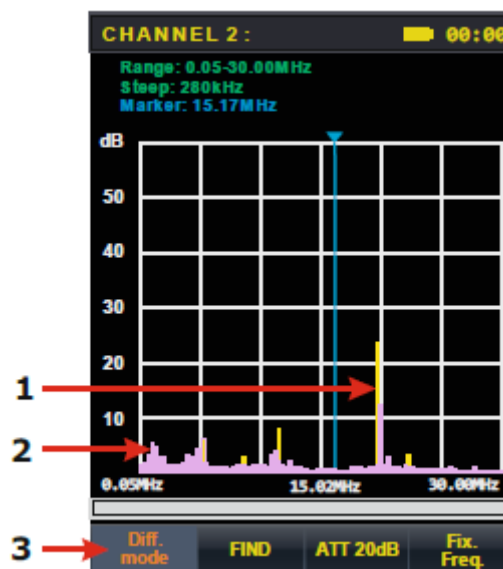 CHANNEL 2 : 00:00
Range: 0.05-30.00MHz
Steep: 280kHz
Marker: 15.17MHz
dB
50
40
30
20
1
10
2
0.05MHz 15.02MHz 30.00MHz
3
Diff. mode FIND ATT 20dB Fix. Freq.